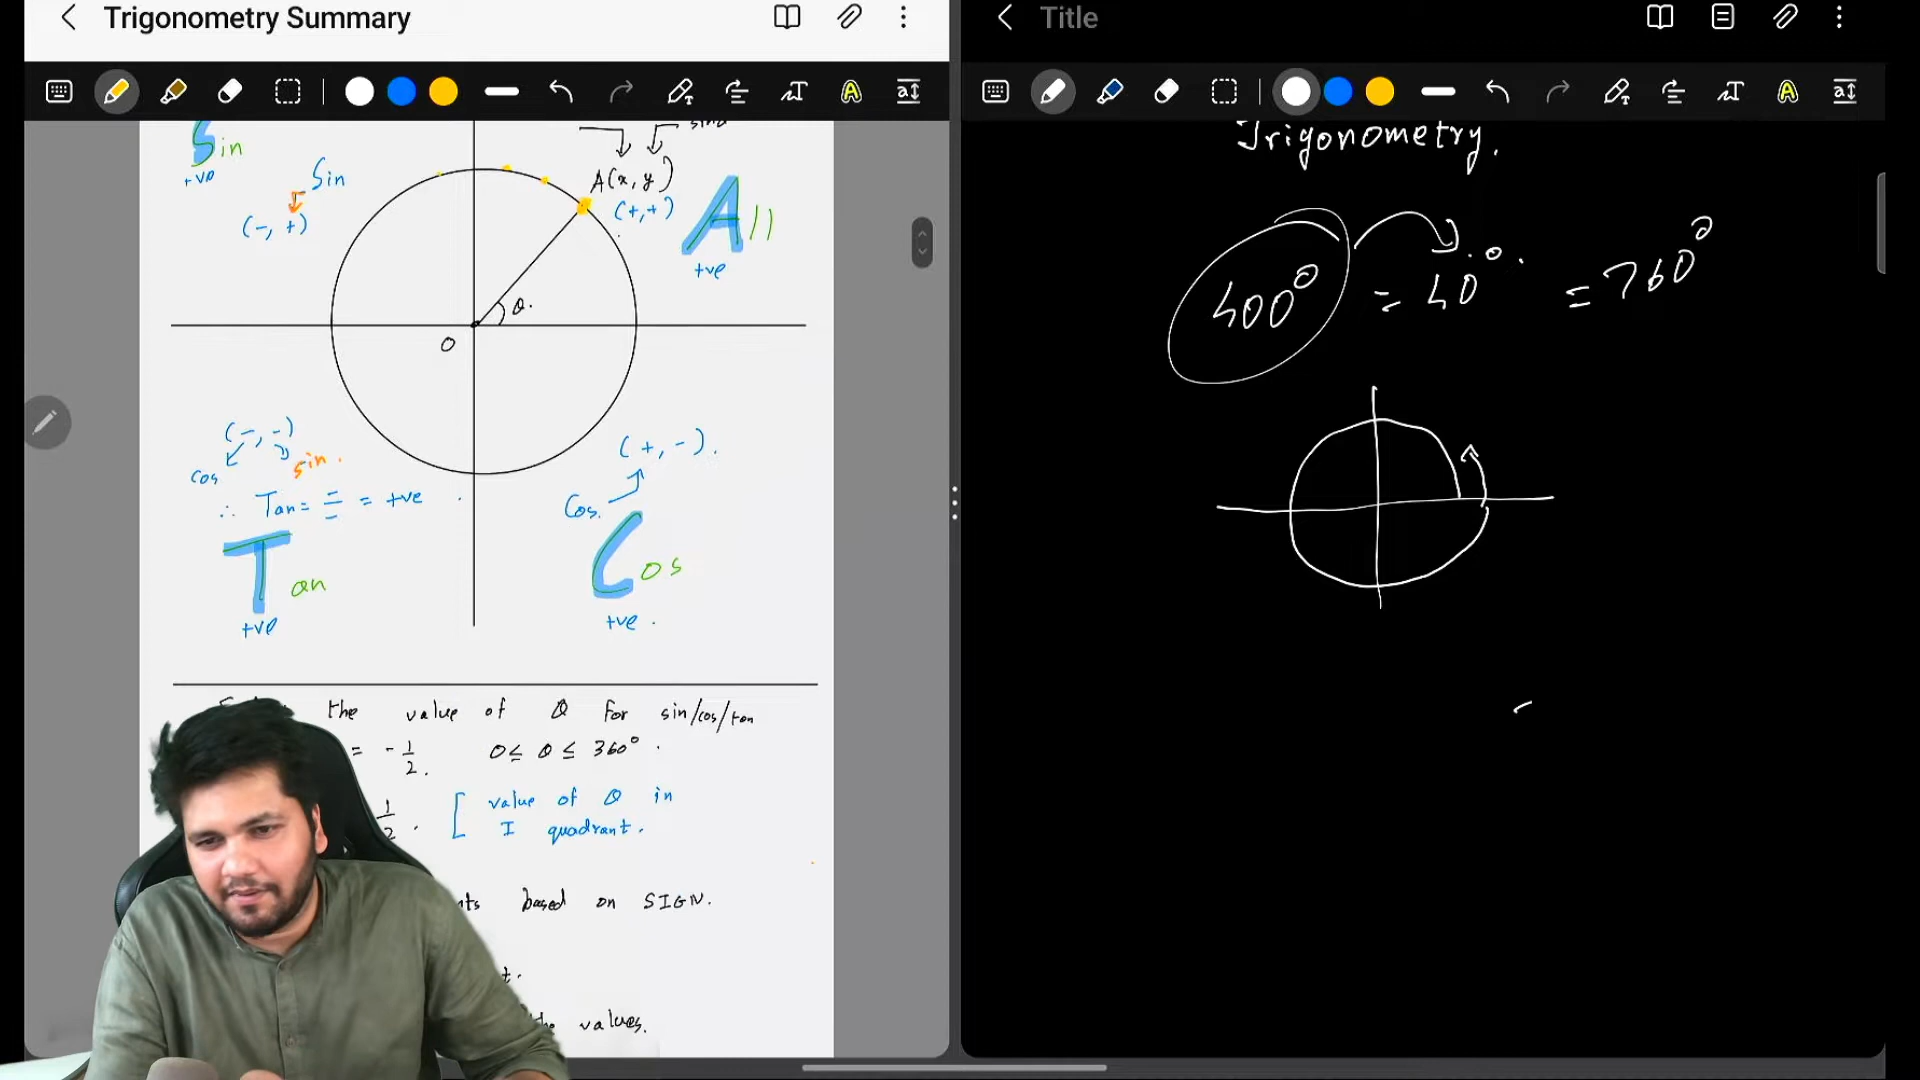 Trigonometry Summary
Sin
+ve
Sin
(-, +)
A(x, y)
(+,+)
All
+ve
θ.
O
(-, -)
cos
sin.
∴ Tan = = = +ve
Tan
+ve
(+, -).
Cos.
Cos
+ve.
the value of θ for sin/cos/tan
= -1/2. 0≤ θ ≤ 360°.
1/2. [ value of θ in
I quadrant.
based on SIGN.
values.
Title
Trigonometry.
400° = 40°. = 760°